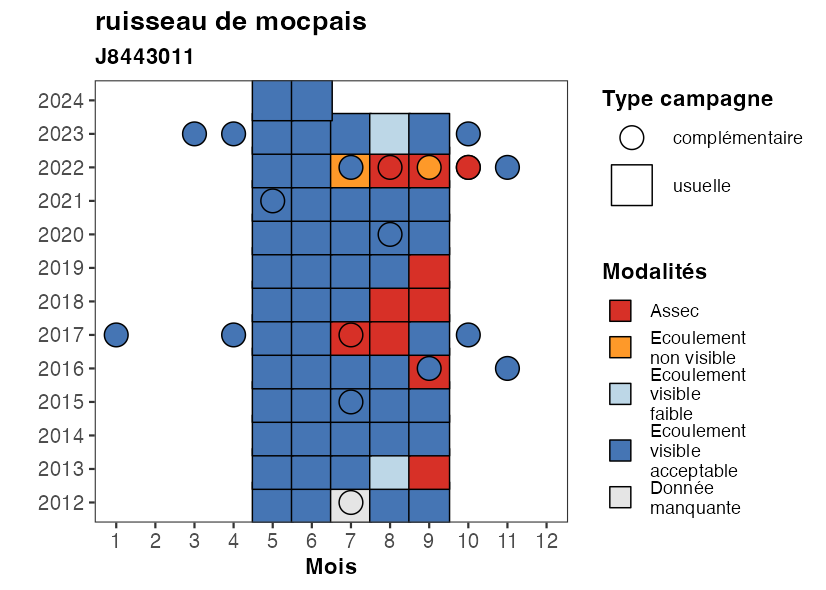 ruisseau de mocpais
J8443011
2024
2023
2022
2021
2020
2019
2018
2017
2016
2015
2014
2013
2012
1 2 3 4 5 6 7 8 9 10 11 12
Mois
Type campagne
complémentaire
usuelle
Modalités
Assec
Ecoulement
non visible
Ecoulement
visible
faible
Ecoulement
visible
acceptable
Donnée
manquante